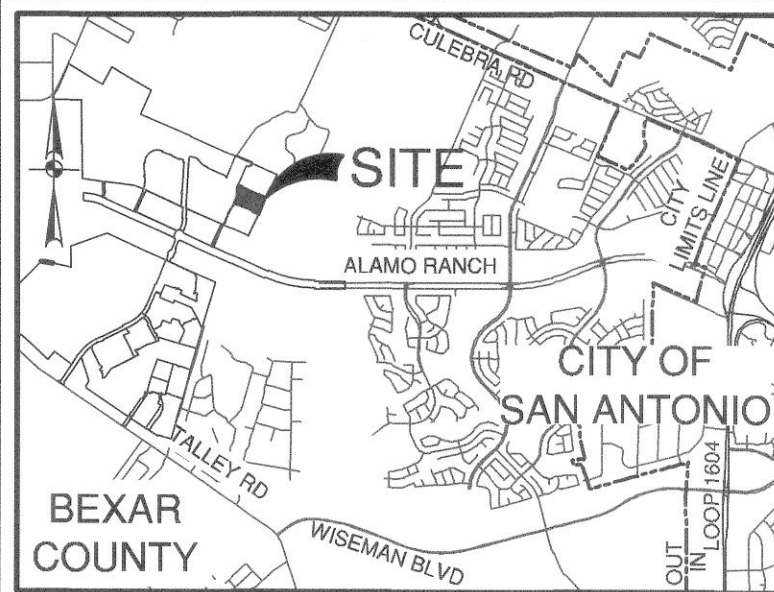 CULEBRA RD
SITE
CITY
LIMITS LINE
ALAMO RANCH
CITY OF
SAN ANTONIO
TALLEY RD
LOOP 1604
BEXAR
COUNTY
WISEMAN BLVD
OUT
IN